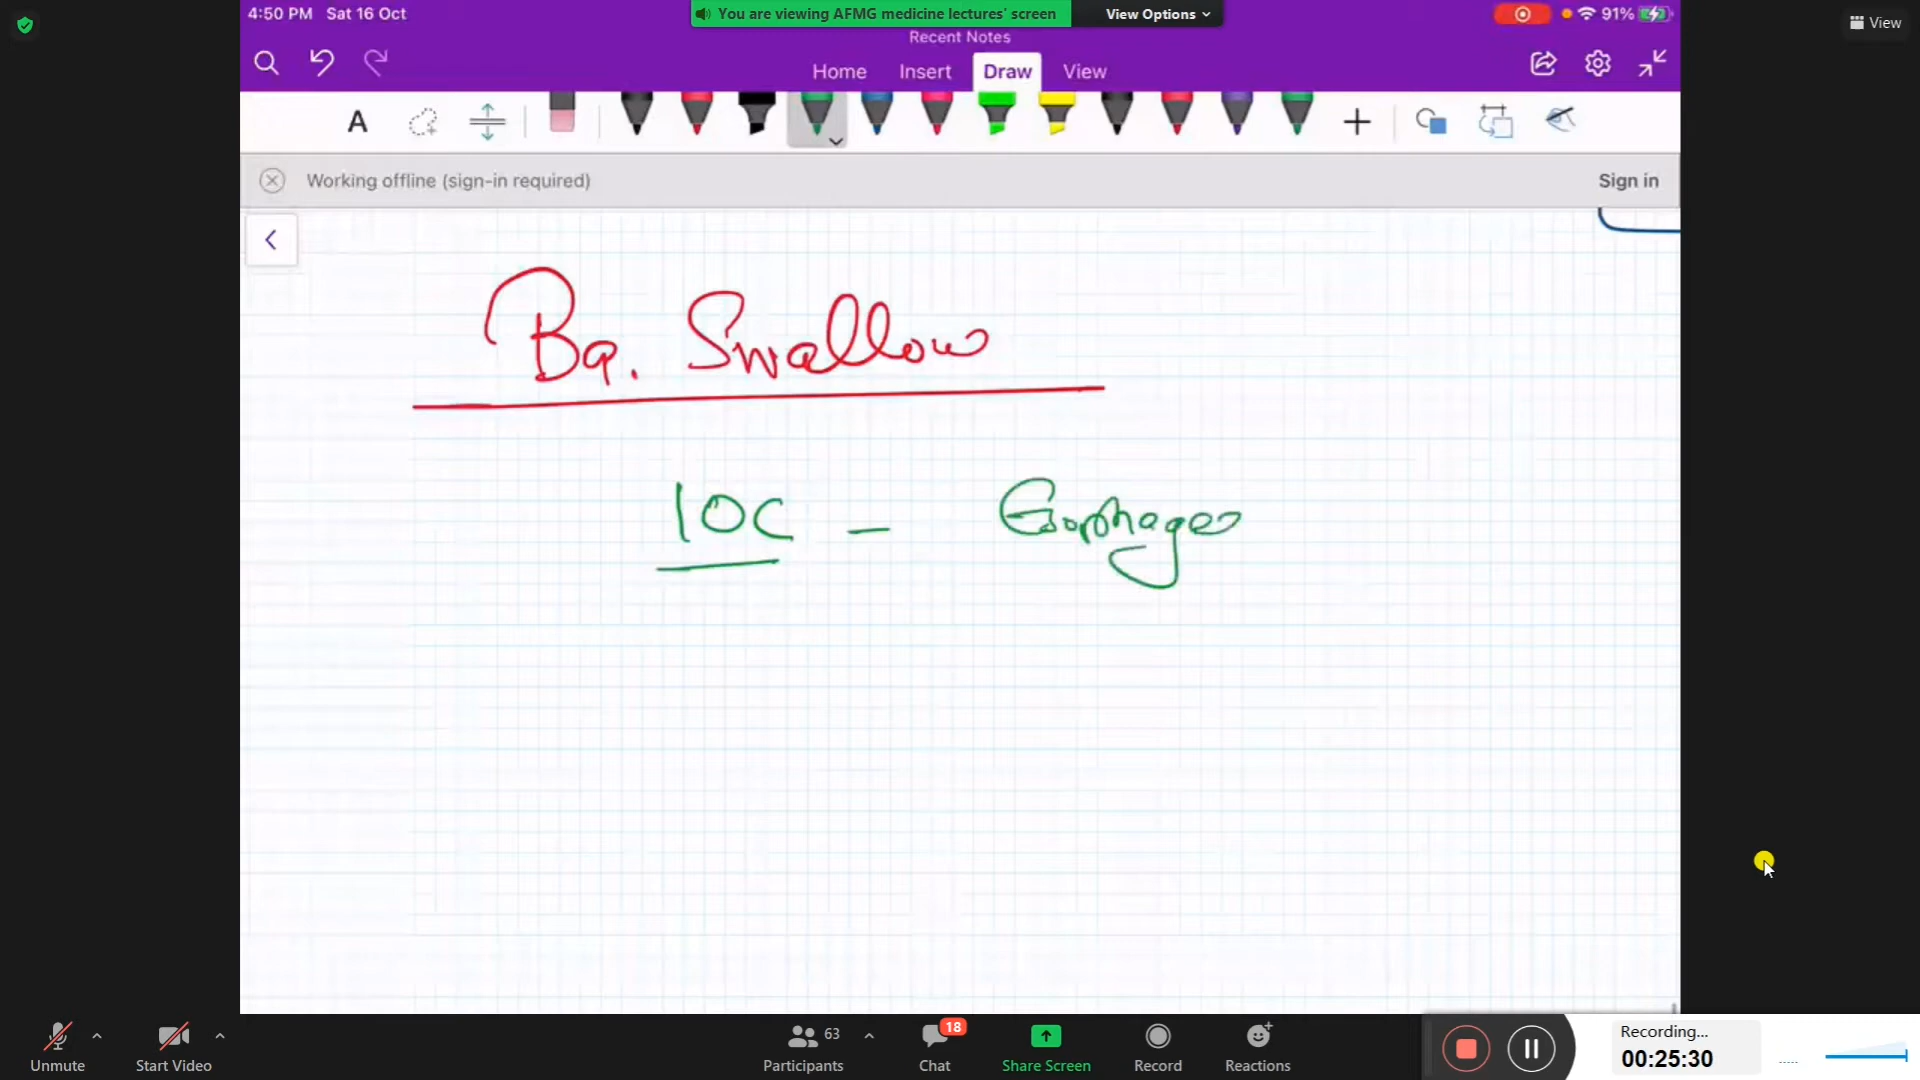 4:50 PM Sat 16 Oct
You are viewing AFMG medicine lectures' screen
View Options
91%
View
Recent Notes
Home Insert Draw View
A
Working offline (sign-in required)
Sign in
Ba. Swallow
IOC - Esophages
Unmute
Start Video
63
Participants
18
Chat
Share Screen
Record
Reactions
Recording...
00:25:30